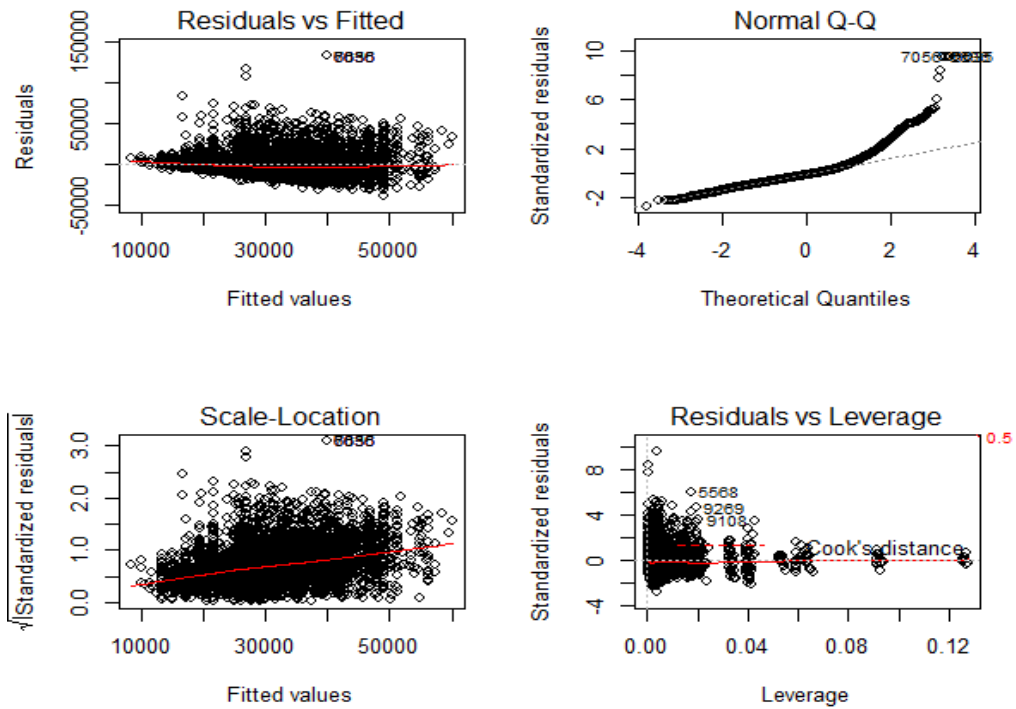 Residuals vs Fitted
Residuals
-50000
50000
150000
10000
30000
50000
Fitted values
Normal Q-Q
Standardized residuals
-2
2
6
10
-4
-2
0
2
4
Theoretical Quantiles
Scale-Location
√|Standardized residuals|
0.0
1.0
2.0
3.0
10000
30000
50000
Fitted values
Residuals vs Leverage
Standardized residuals
-4
0
4
8
0.5
5568
9269
9108
Cook's distance
0.00
0.04
0.08
0.12
Leverage